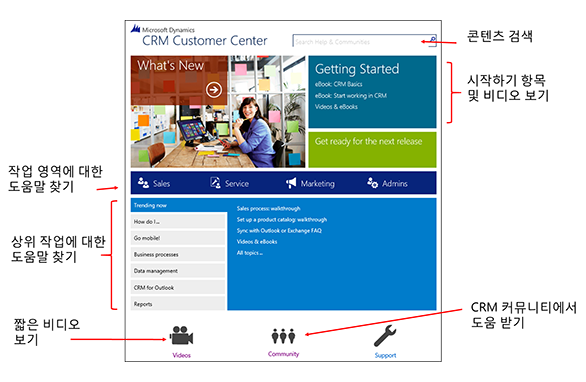 Microsoft Dynamics
CRM Customer Center
Search Help & Communities
콘텐츠 검색
What's New
Getting Started
eBook: CRM Basics
eBook: Start working in CRM
Videos & eBooks
시작하기 항목
및 비디오 보기
Get ready for the next release
작업 영역에 대한
도움말 찾기
Sales
Service
Marketing
Admins
상위 작업에 대한
도움말 찾기
Trending now
How do I...
Go mobile!
Business processes
Data management
CRM for Outlook
Reports
Sales process: walkthrough
Set up a product catalog: walkthrough
Sync with Outlook or Exchange FAQ
Videos & eBooks
All topics...
짧은 비디오
보기
CRM 커뮤니티에서
도움 받기
Videos
Community
Support